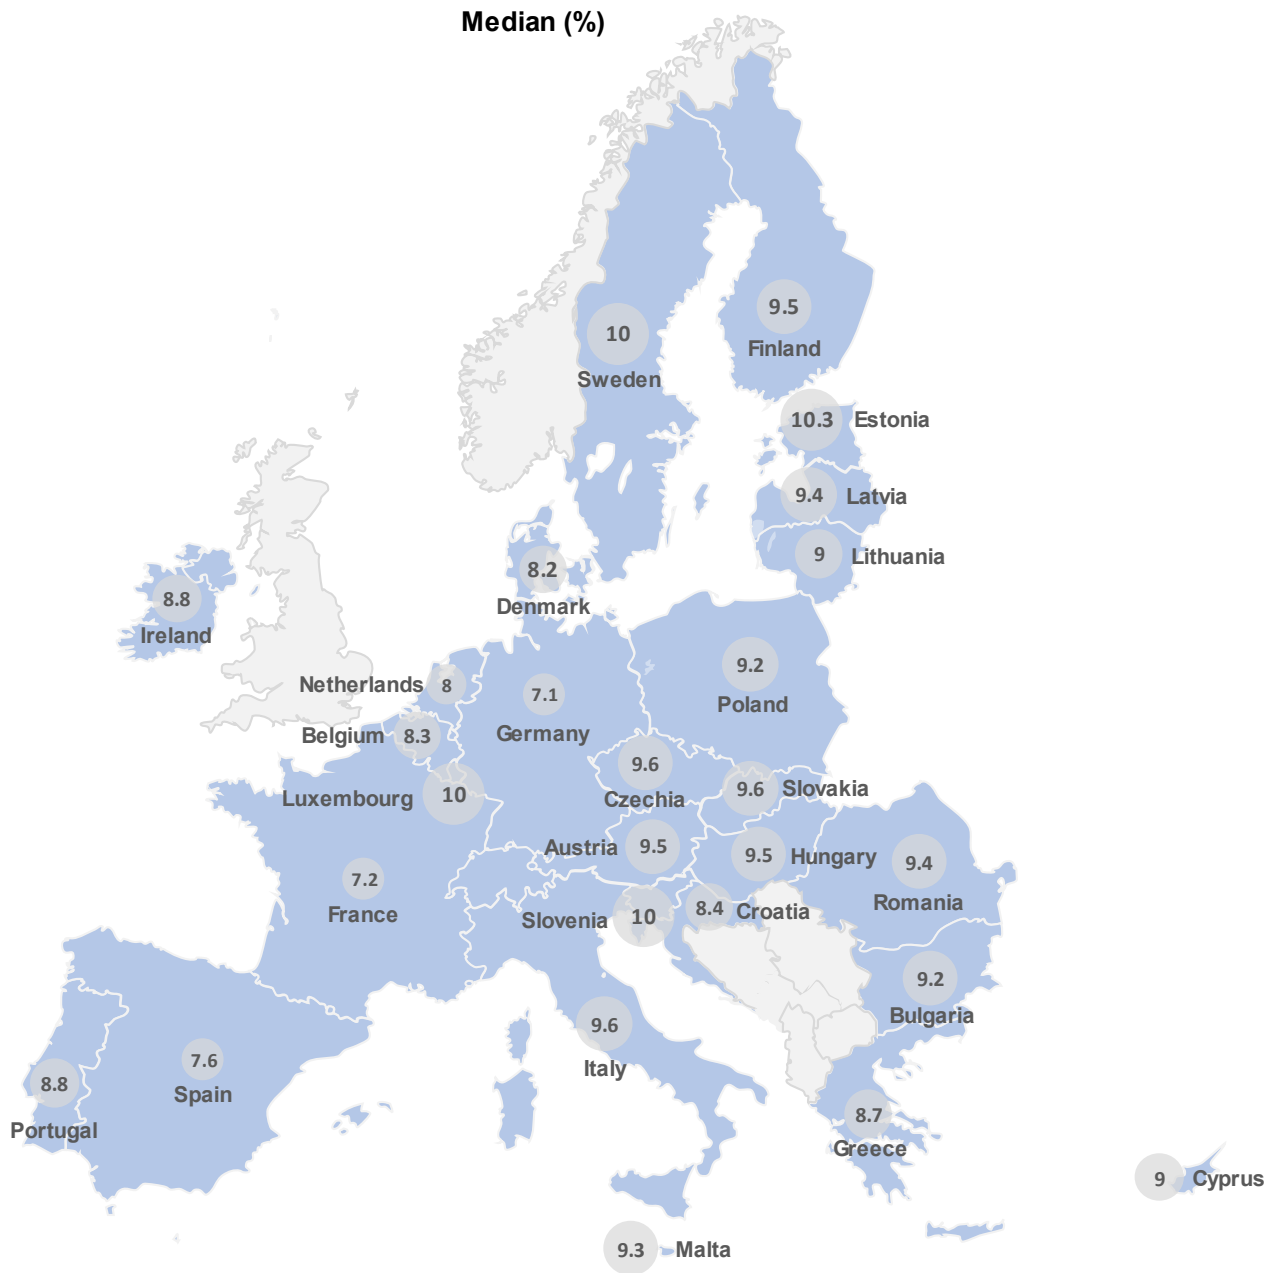 Median (%)
9.5
Finland
10
Sweden
10.3
Estonia
9.4
Latvia
9
Lithuania
8.2
Denmark
8.8
Ireland
9.2
Poland
Netherlands
8
7.1
Germany
Belgium
8.3
9.6
Czechia
9.6
Slovakia
Luxembourg
10
Austria
9.5
9.5
Hungary
9.4
Romania
7.2
France
Slovenia
10
8.4
Croatia
9.2
Bulgaria
9.6
Italy
7.6
Spain
8.8
Portugal
8.7
Greece
9
Cyprus
9.3
Malta